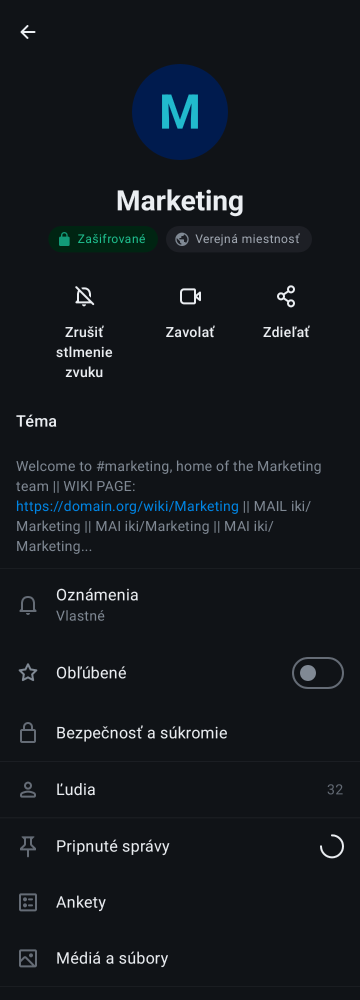 M
Marketing
Zašifrované
Verejná miestnosť
Zrušiť
stlmenie
zvuku
Zavolať
Zdieľať
Téma
Welcome to #marketing, home of the Marketing
team || WIKI PAGE:
https://domain.org/wiki/Marketing || MAIL iki/
Marketing || MAI iki/Marketing || MAI iki/
Marketing...
Oznámenia
Vlastné
Obľúbené
Bezpečnosť a súkromie
Ľudia
32
Pripnuté správy
Ankety
Médiá a súbory